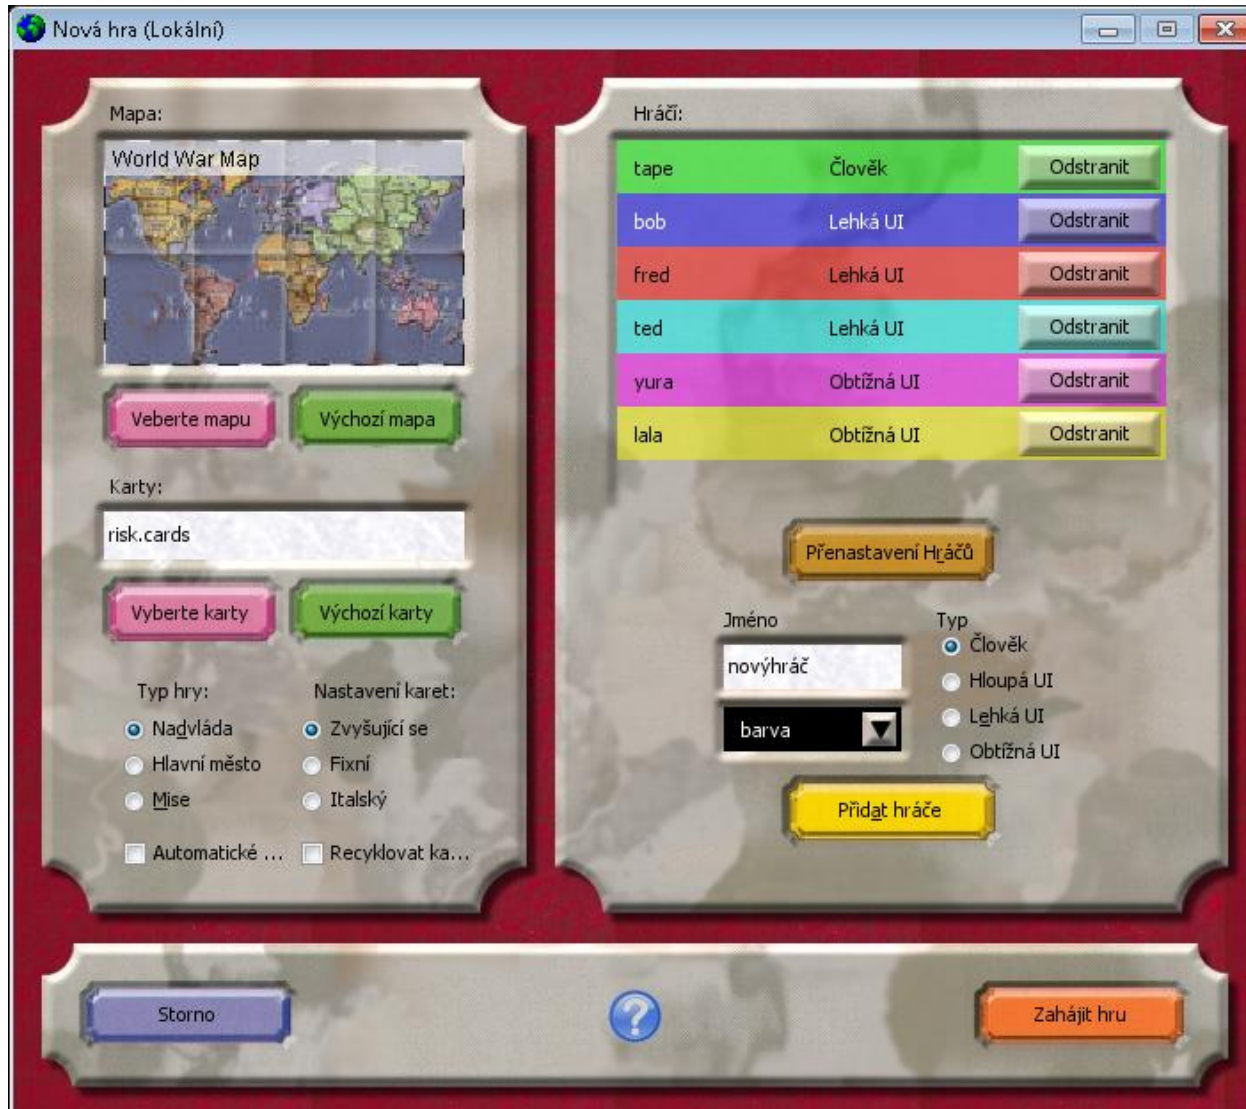 Nová hra (Lokální)
Mapa:
World War Map
Veberte mapu
Výchozí mapa
Karty:
risk.cards
Vyberte karty
Výchozí karty
Typ hry:
Nadvláda
Hlavní město
Mise
Automatické ...
Nastavení karet:
Zvyšující se
Fixní
Italský
Recyklovat ka...
Hráčí:
tape Člověk Odstranit
bob Lehká UI Odstranit
fred Lehká UI Odstranit
ted Lehká UI Odstranit
yura Obtížná UI Odstranit
lala Obtížná UI Odstranit
Přenastavení Hráčů
Jméno
novýhráč
barva
Typ
Člověk
Hloupá UI
Lehká UI
Obtížná UI
Přidat hráče
Storno
?
Zahájit hru